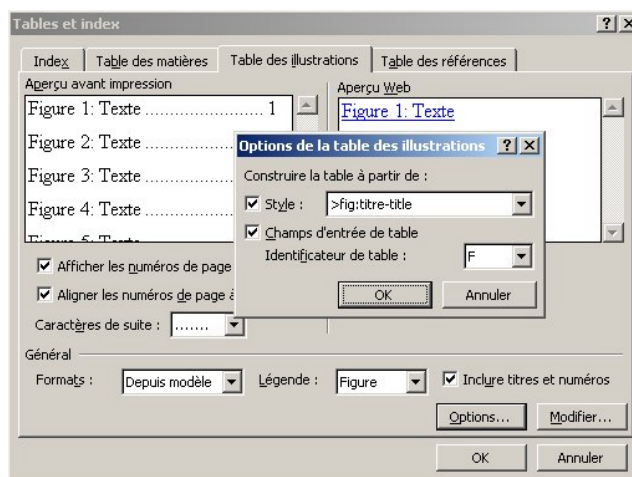 Tables et index
Index
Table des matières
Table des illustrations
Table des références
Aperçu avant impression
Figure 1: Texte ........................ 1
Figure 2: Texte
Figure 3: Texte
Figure 4: Texte
Figure 5: Texte
Aperçu Web
Figure 1: Texte
Options de la table des illustrations
Construire la table à partir de :
Style :
>fig:titre-title
Champs d'entrée de table
Identificateur de table :
F
OK
Annuler
Afficher les numéros de page
Aligner les numéros de page à
Caractères de suite :
.......
Général
Formats :
Depuis modèle
Légende :
Figure
Inclure titres et numéros
Options...
Modifier...
OK
Annuler